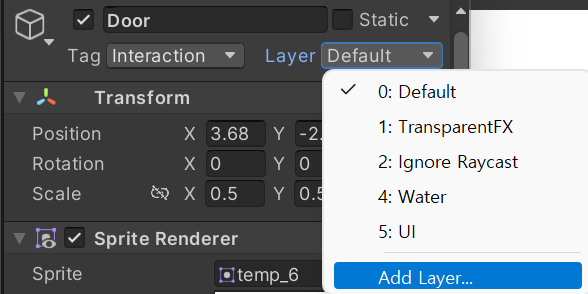 Door Static
Tag Interaction Layer Default
0: Default
1: TransparentFX
2: Ignore Raycast
4: Water
5: UI
Add Layer...
Transform
Position X 3.68 Y -2.
Rotation X 0 Y 0
Scale X 0.5 Y 0.5
Sprite Renderer
Sprite temp_6